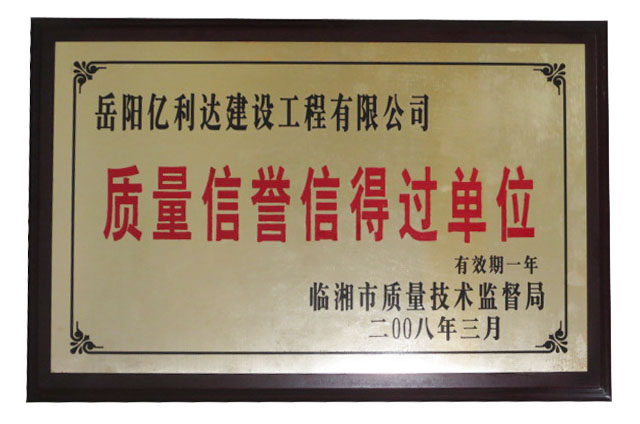 岳阳亿利达建设工程有限公司
质量信誉信得过单位
有效期一年
临湘市质量技术监督局
二00八年三月